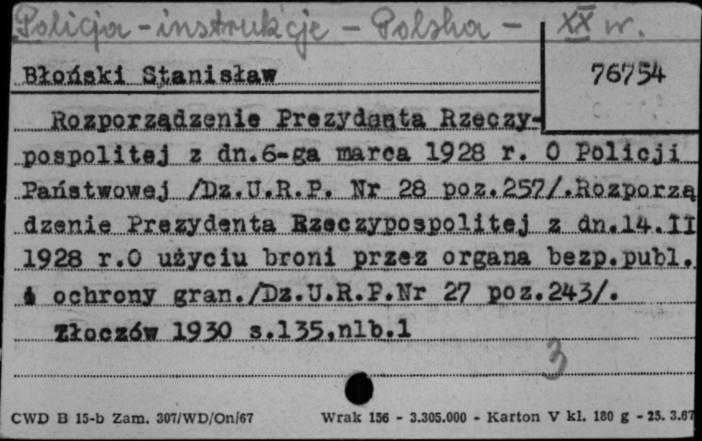 Policja - instrukcje - Polska - XX w.
76754
Błoński Stanisław
Rozporządzenie Prezydenta Rzeczy-
pospolitej z dn.6-ga marca 1928 r. O Policji
Państwowej /Dz.U.R.P. Nr 28 poz.257/.Rozporzą
dzenie Prezydenta Rzeczypospolitej z dn.14.II
1928 r.O użyciu broni przez organa bezp.publ.
i ochrony gran./Dz.U.R.P.Nr 27 poz.243/.
Złoczów 1930 s.135,nlb.1
3
CWD B 15-b Zam. 307/WD/On/67 Wrak 156 - 3.305.000 - Karton V kl. 180 g - 25. 3.67